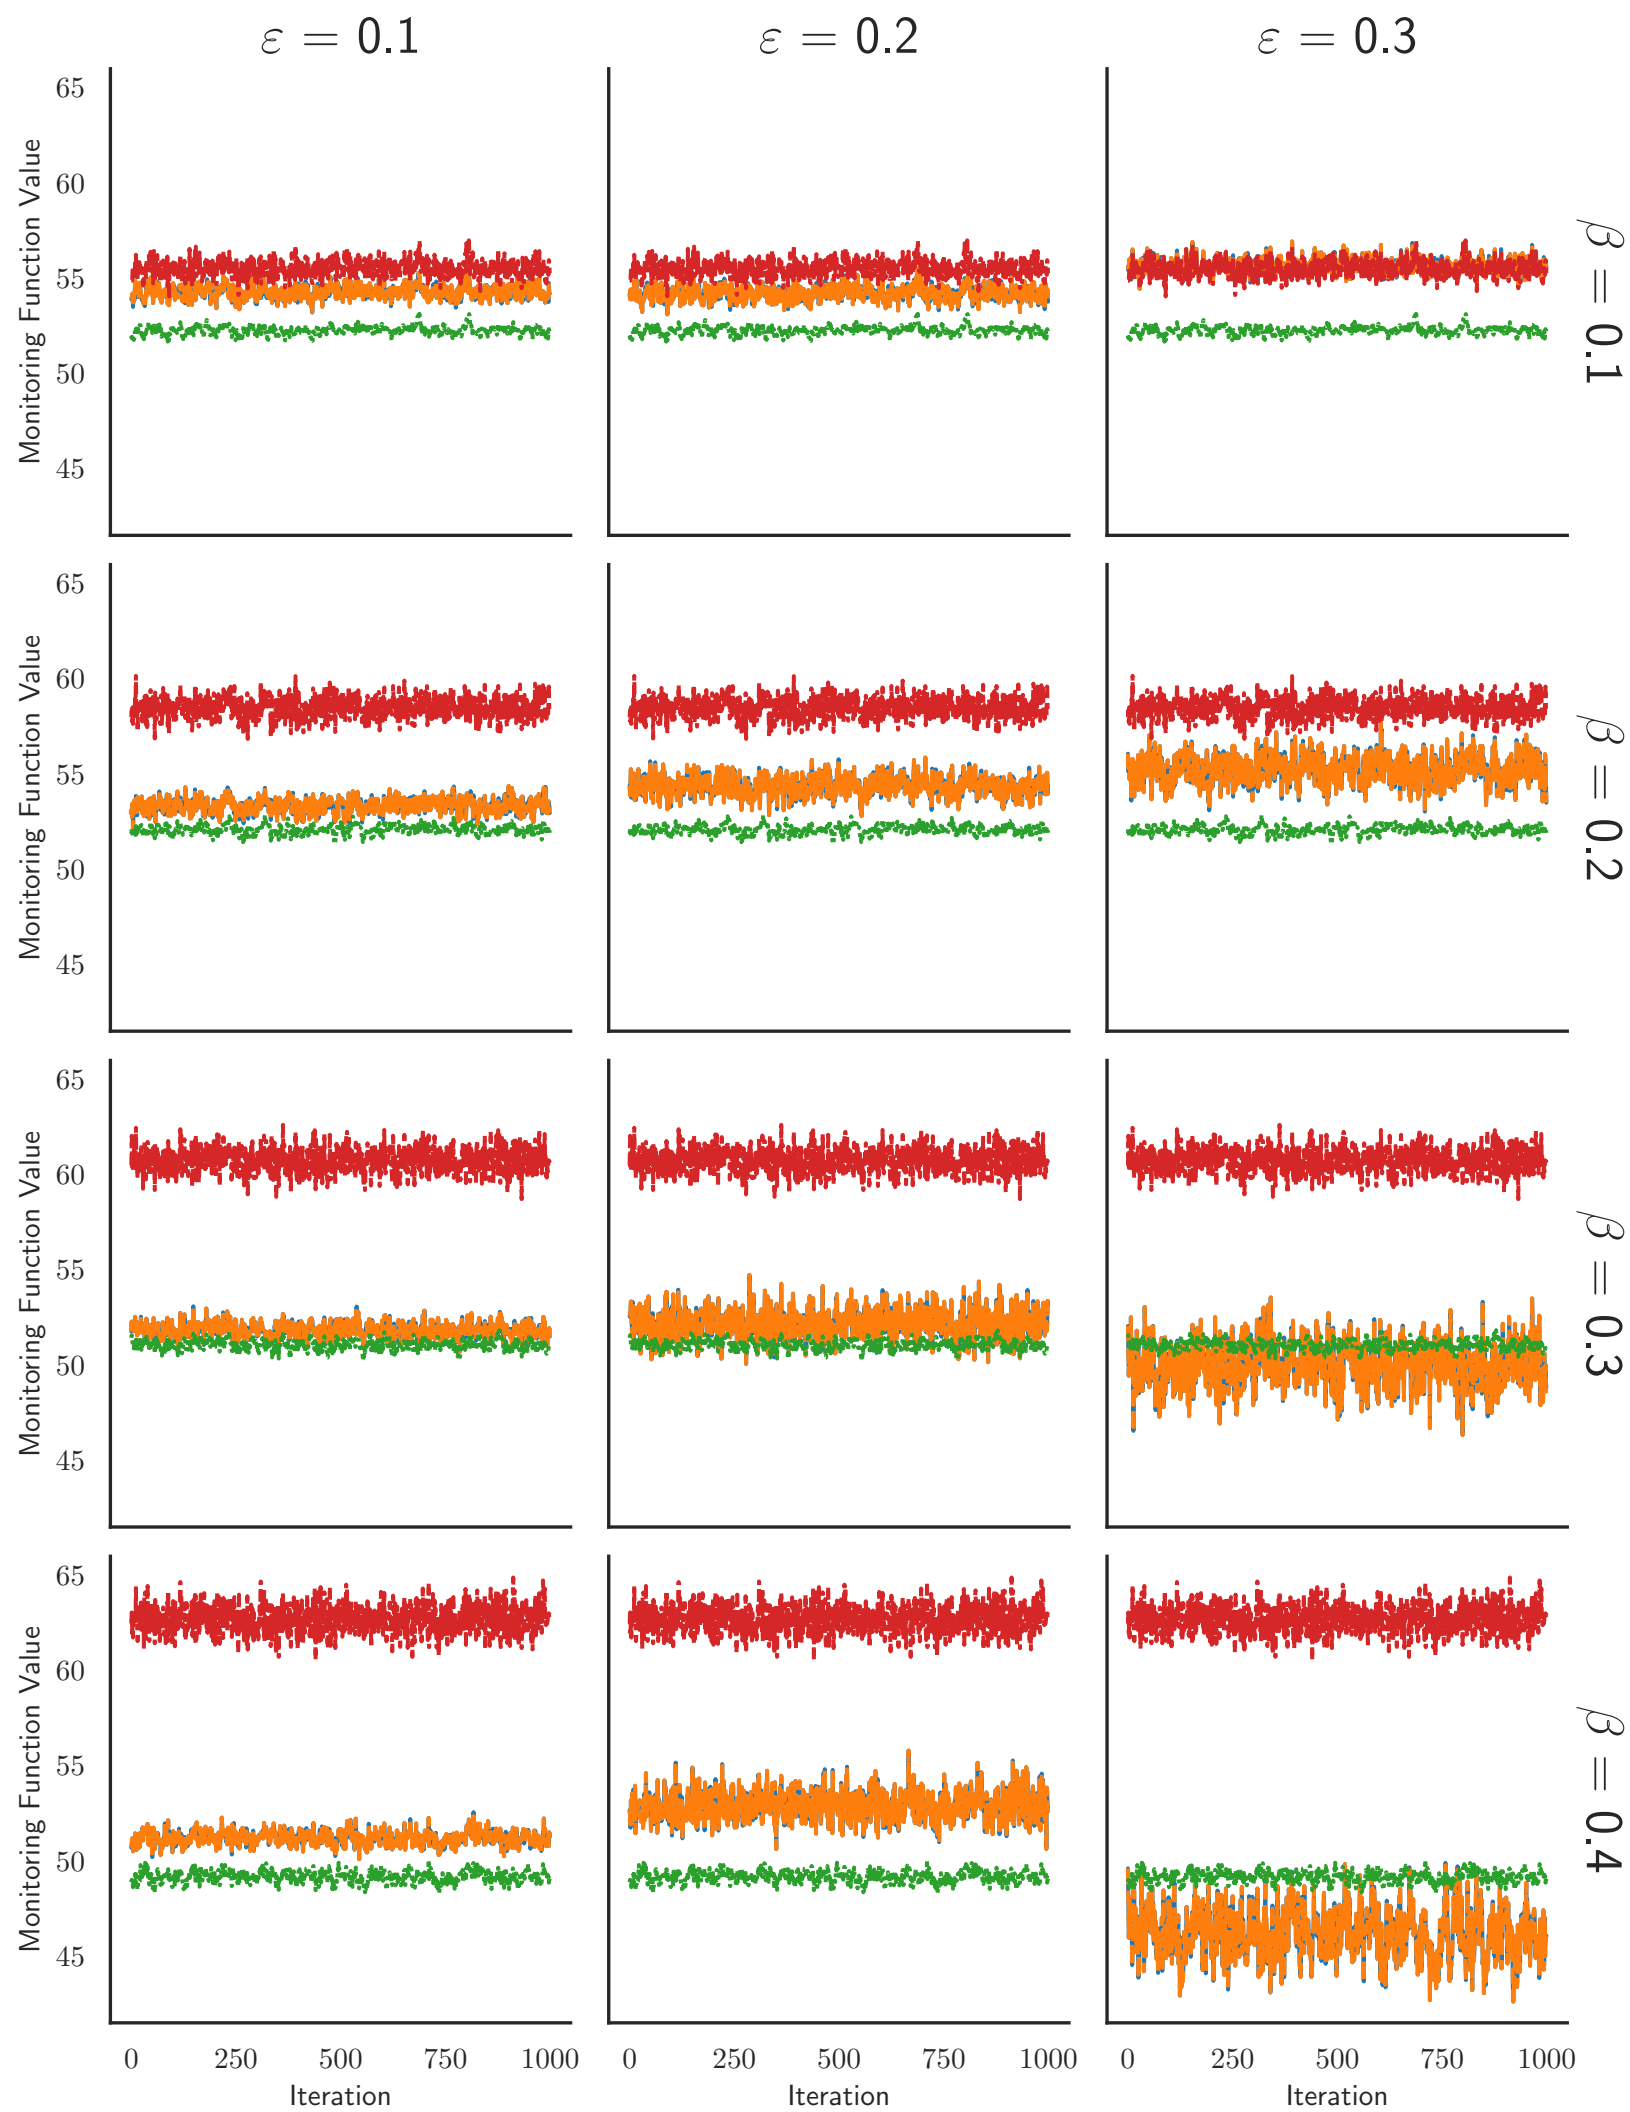 ε = 0.1
ε = 0.2
ε = 0.3
65
60
55
50
45
Monitoring Function Value
β = 0.1
65
60
55
50
45
Monitoring Function Value
β = 0.2
65
60
55
50
45
Monitoring Function Value
β = 0.3
65
60
55
50
45
Monitoring Function Value
β = 0.4
0 250 500 750 1000
0 250 500 750 1000
0 250 500 750 1000
Iteration
Iteration
Iteration